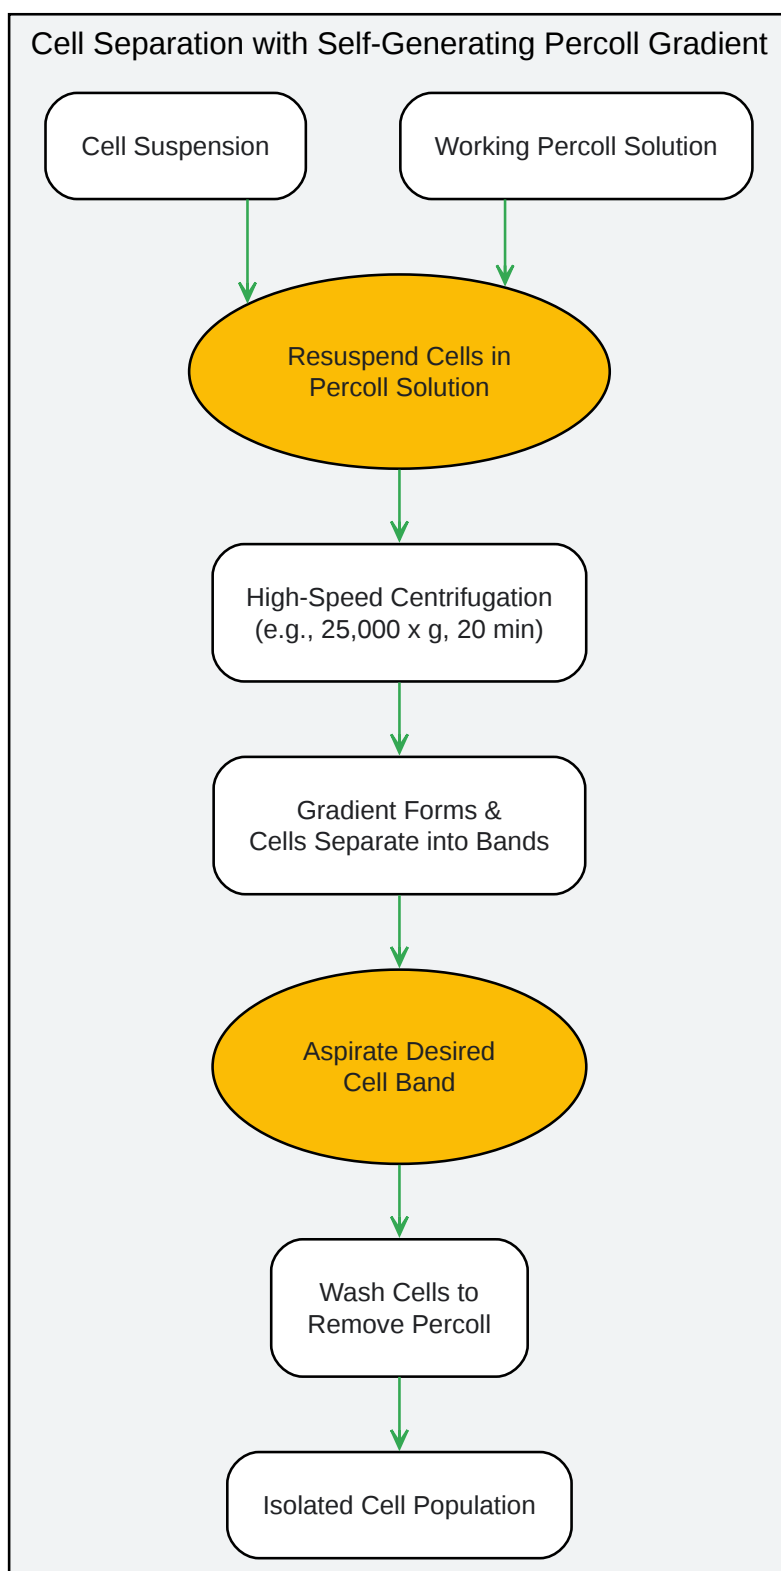 Cell Separation with Self-Generating Percoll Gradient
Cell Suspension
Working Percoll Solution
Resuspend Cells in
Percoll Solution
High-Speed Centrifugation
(e.g., 25,000 x g, 20 min)
Gradient Forms &
Cells Separate into Bands
Aspirate Desired
Cell Band
Wash Cells to
Remove Percoll
Isolated Cell Population